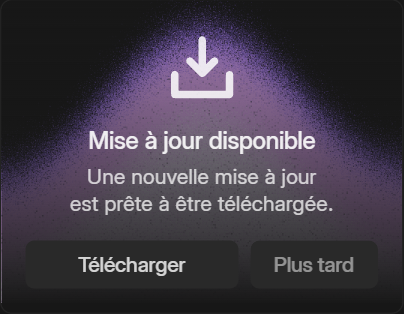 Mise à jour disponible
Une nouvelle mise à jour
est prête à être téléchargée.
Télécharger
Plus tard